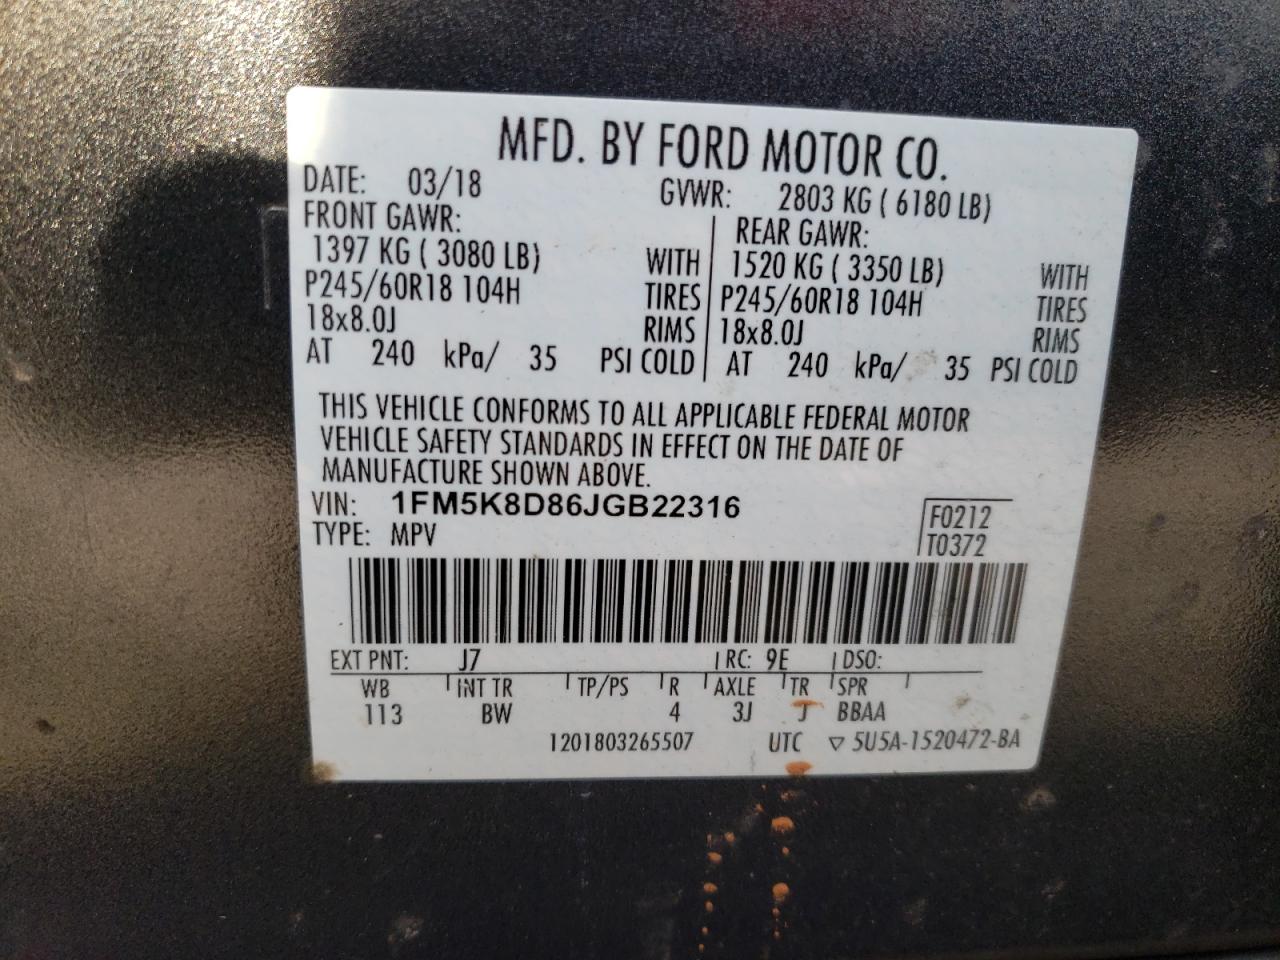 MFD. BY FORD MOTOR CO.
DATE: 03/18 GVWR: 2803 KG ( 6180 LB)
FRONT GAWR: REAR GAWR:
1397 KG ( 3080 LB) WITH 1520 KG ( 3350 LB) WITH
P245/60R18 104H TIRES P245/60R18 104H TIRES
18x8.0J RIMS 18x8.0J RIMS
AT 240 kPa/ 35 PSI COLD AT 240 kPa/ 35 PSI COLD
THIS VEHICLE CONFORMS TO ALL APPLICABLE FEDERAL MOTOR
VEHICLE SAFETY STANDARDS IN EFFECT ON THE DATE OF
MANUFACTURE SHOWN ABOVE.
VIN: 1FM5K8D86JGB22316 F0212
TYPE: MPV T0372
EXT PNT: J7 RC: 9E DSO:
WB INT TR TP/PS R AXLE TR SPR
113 BW 4 3J J BBAA
1201803265507 UTC ▽ 5U5A-1520472-BA